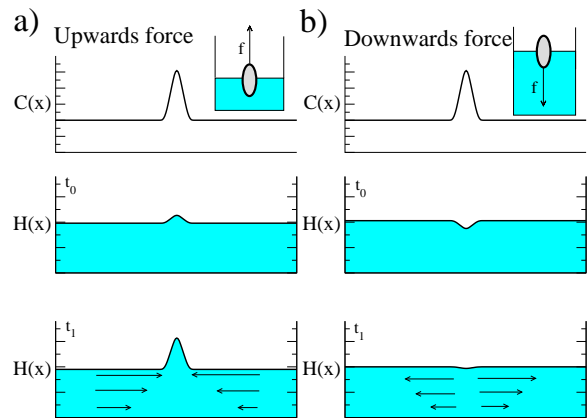 a)
Upwards force
f
C(x)
t0
H(x)
t1
H(x)
b)
Downwards force
f
C(x)
t0
H(x)
t1
H(x)